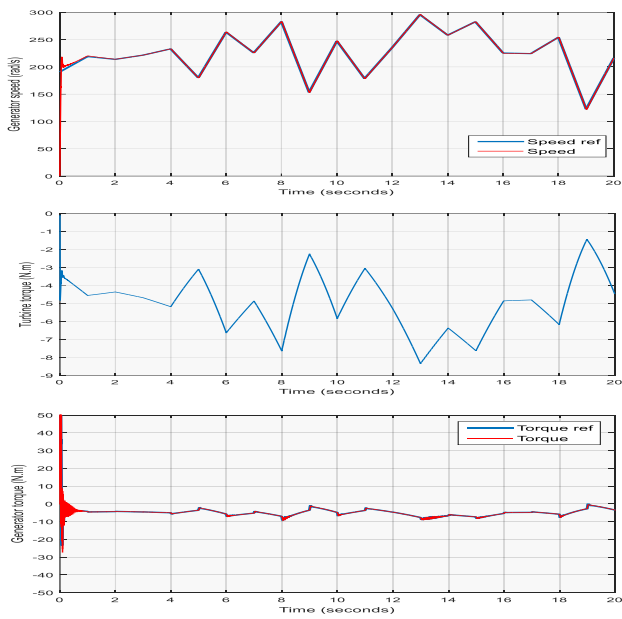 300
250
200
150
100
50
0
Generator speed (rad/s)
Speed ref
Speed
0 2 4 6 8 10 12 14 16 18 20
Time (seconds)
0
-1
-2
-3
-4
-5
-6
-7
-8
-9
Turbine torque (N.m)
0 2 4 6 8 10 12 14 16 18 20
Time (seconds)
50
40
30
20
10
0
-10
-20
-30
-40
-50
Generator torque (N.m)
Torque ref
Torque
0 2 4 6 8 10 12 14 16 18 20
Time (seconds)